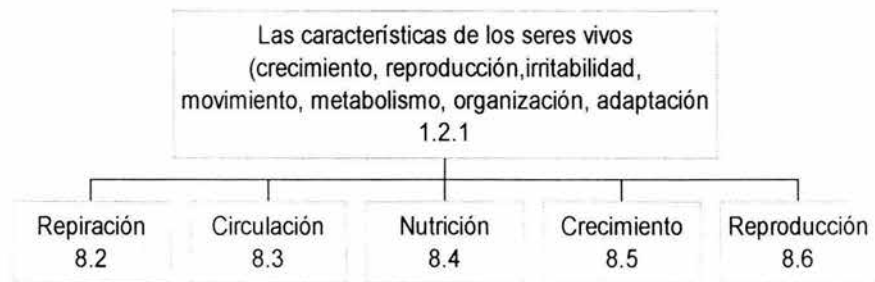 Las características de los seres vivos
(crecimiento, reproducción,irritabilidad,
movimiento, metabolismo, organización, adaptación
1.2.1
Repiración
8.2
Circulación
8.3
Nutrición
8.4
Crecimiento
8.5
Reproducción
8.6